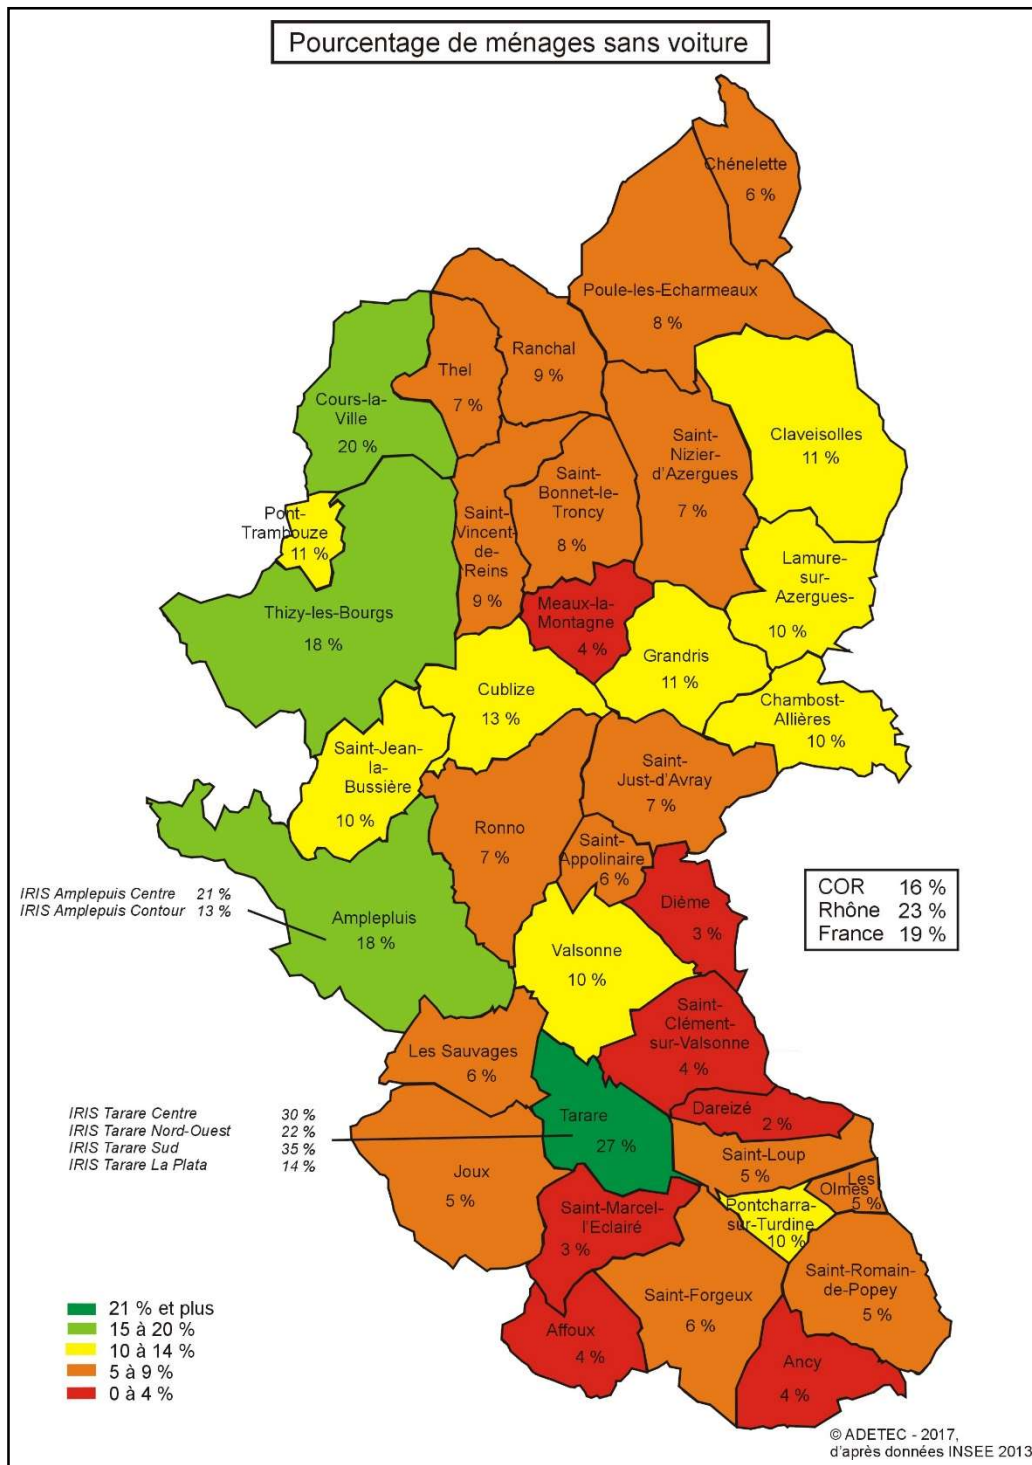 Pourcentage de ménages sans voiture
Chénelette
6 %
Poule-les-Echarmeaux
8 %
Ranchal
9 %
Thel
7 %
Cours-la-
Ville
20 %
Claveisolles
11 %
Saint-
Nizier-
d'Azergues
7 %
Saint-
Bonnet-le-
Troncy
8 %
Saint-
Vincent-
de-
Reins
9 %
Pont-
Trambouze
11 %
Lamure-
sur-
Azergues-
10 %
Thizy-les-Bourgs
18 %
Meaux-la-
Montagne
4 %
Grandris
11 %
Cublize
13 %
Chambost-
Allières
10 %
Saint-Jean-
la-
Bussière
10 %
Saint-
Just-d'Avray
7 %
Ronno
7 %
Saint-
Appolinaire
6 %
Dième
3 %
COR 16 %
Rhône 23 %
France 19 %
IRIS Amplepuis Centre 21 %
IRIS Amplepuis Contour 13 %
Amplepluis
18 %
Valsonne
10 %
Saint-
Clément-
sur-Valsonne
4 %
Les Sauvages
6 %
Tarare
27 %
Dareizé
2 %
IRIS Tarare Centre 30 %
IRIS Tarare Nord-Ouest 22 %
IRIS Tarare Sud 35 %
IRIS Tarare La Plata 14 %
Joux
5 %
Saint-Loup
5 %
Les
Olmes
5 %
Saint-Marcel-
l'Eclairé
3 %
Pontcharra-
sur-Turdine
10 %
Saint-Romain-
de-Popey
5 %
Saint-Forgeux
6 %
Affoux
4 %
Ancy
4 %
21 % et plus
15 à 20 %
10 à 14 %
5 à 9 %
0 à 4 %
© ADETEC - 2017,
d'après données INSEE 2013